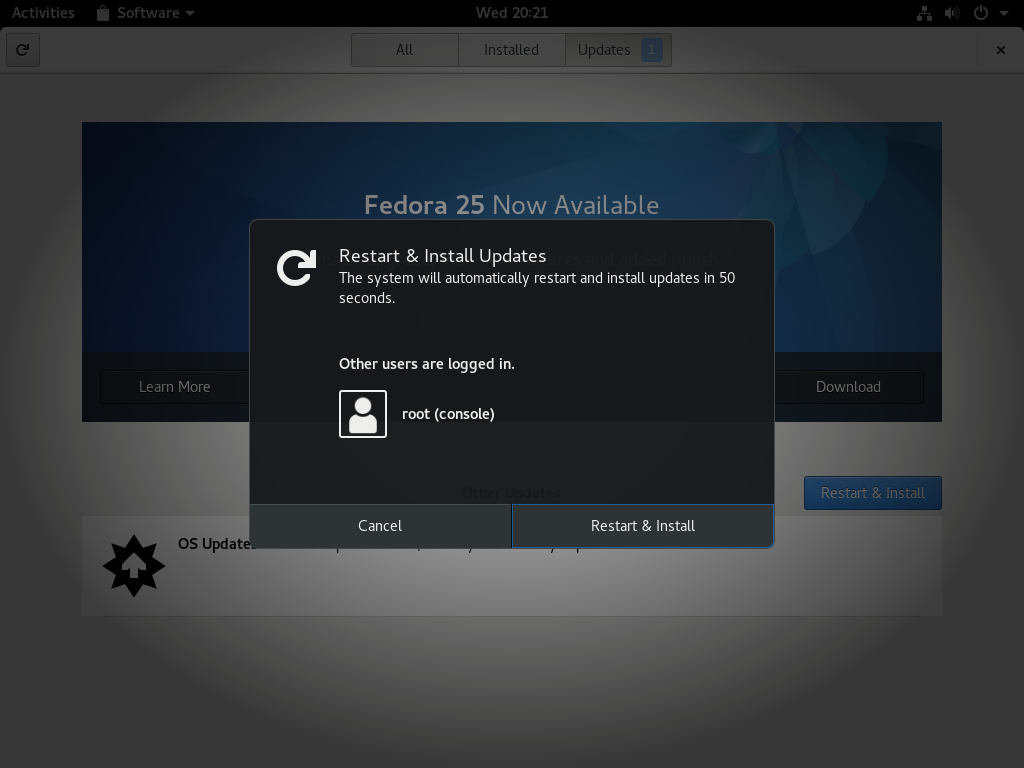 Activities Software Wed 20:21
All Installed Updates 1
Fedora 25 Now Available
Restart & Install Updates
The system will automatically restart and install updates in 50
seconds.
Other users are logged in.
Learn More Download
root (console)
Other Updates
Restart & Install
Cancel Restart & Install
OS Updates